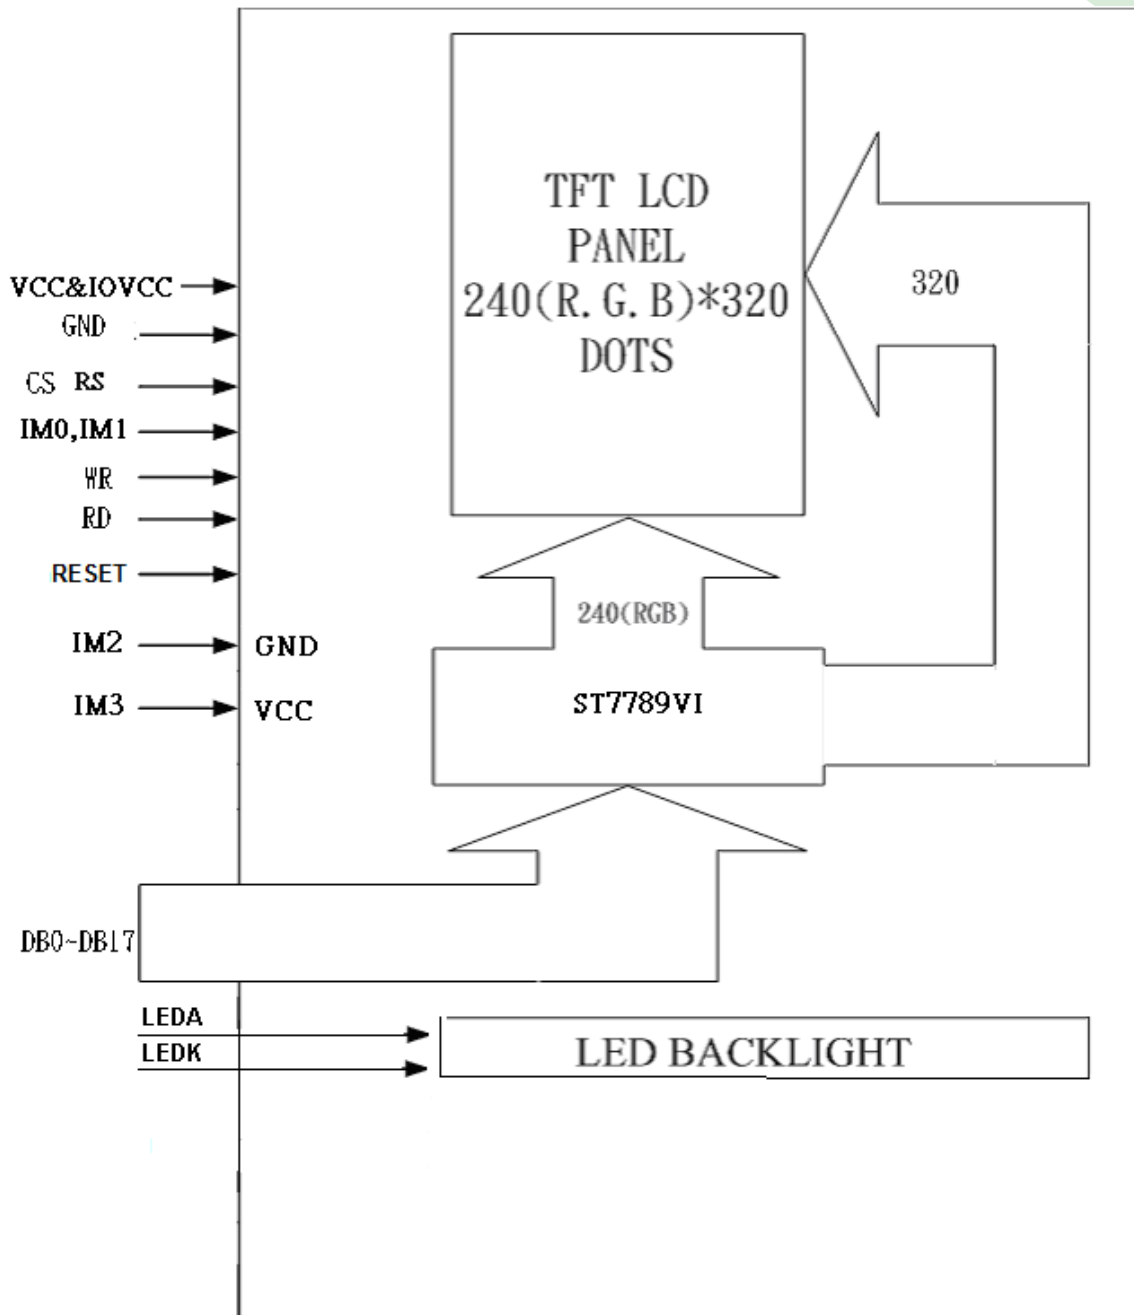 TFT LCD
PANEL
240(R.G.B)*320
DOTS
320
VCC&IOVCC
GND
CS RS
IM0,IM1
WR
RD
RESET
240(RGB)
IM2
GND
IM3
VCC
ST7789VI
DB0~DB17
LEDA
LEDK
LED BACKLIGHT